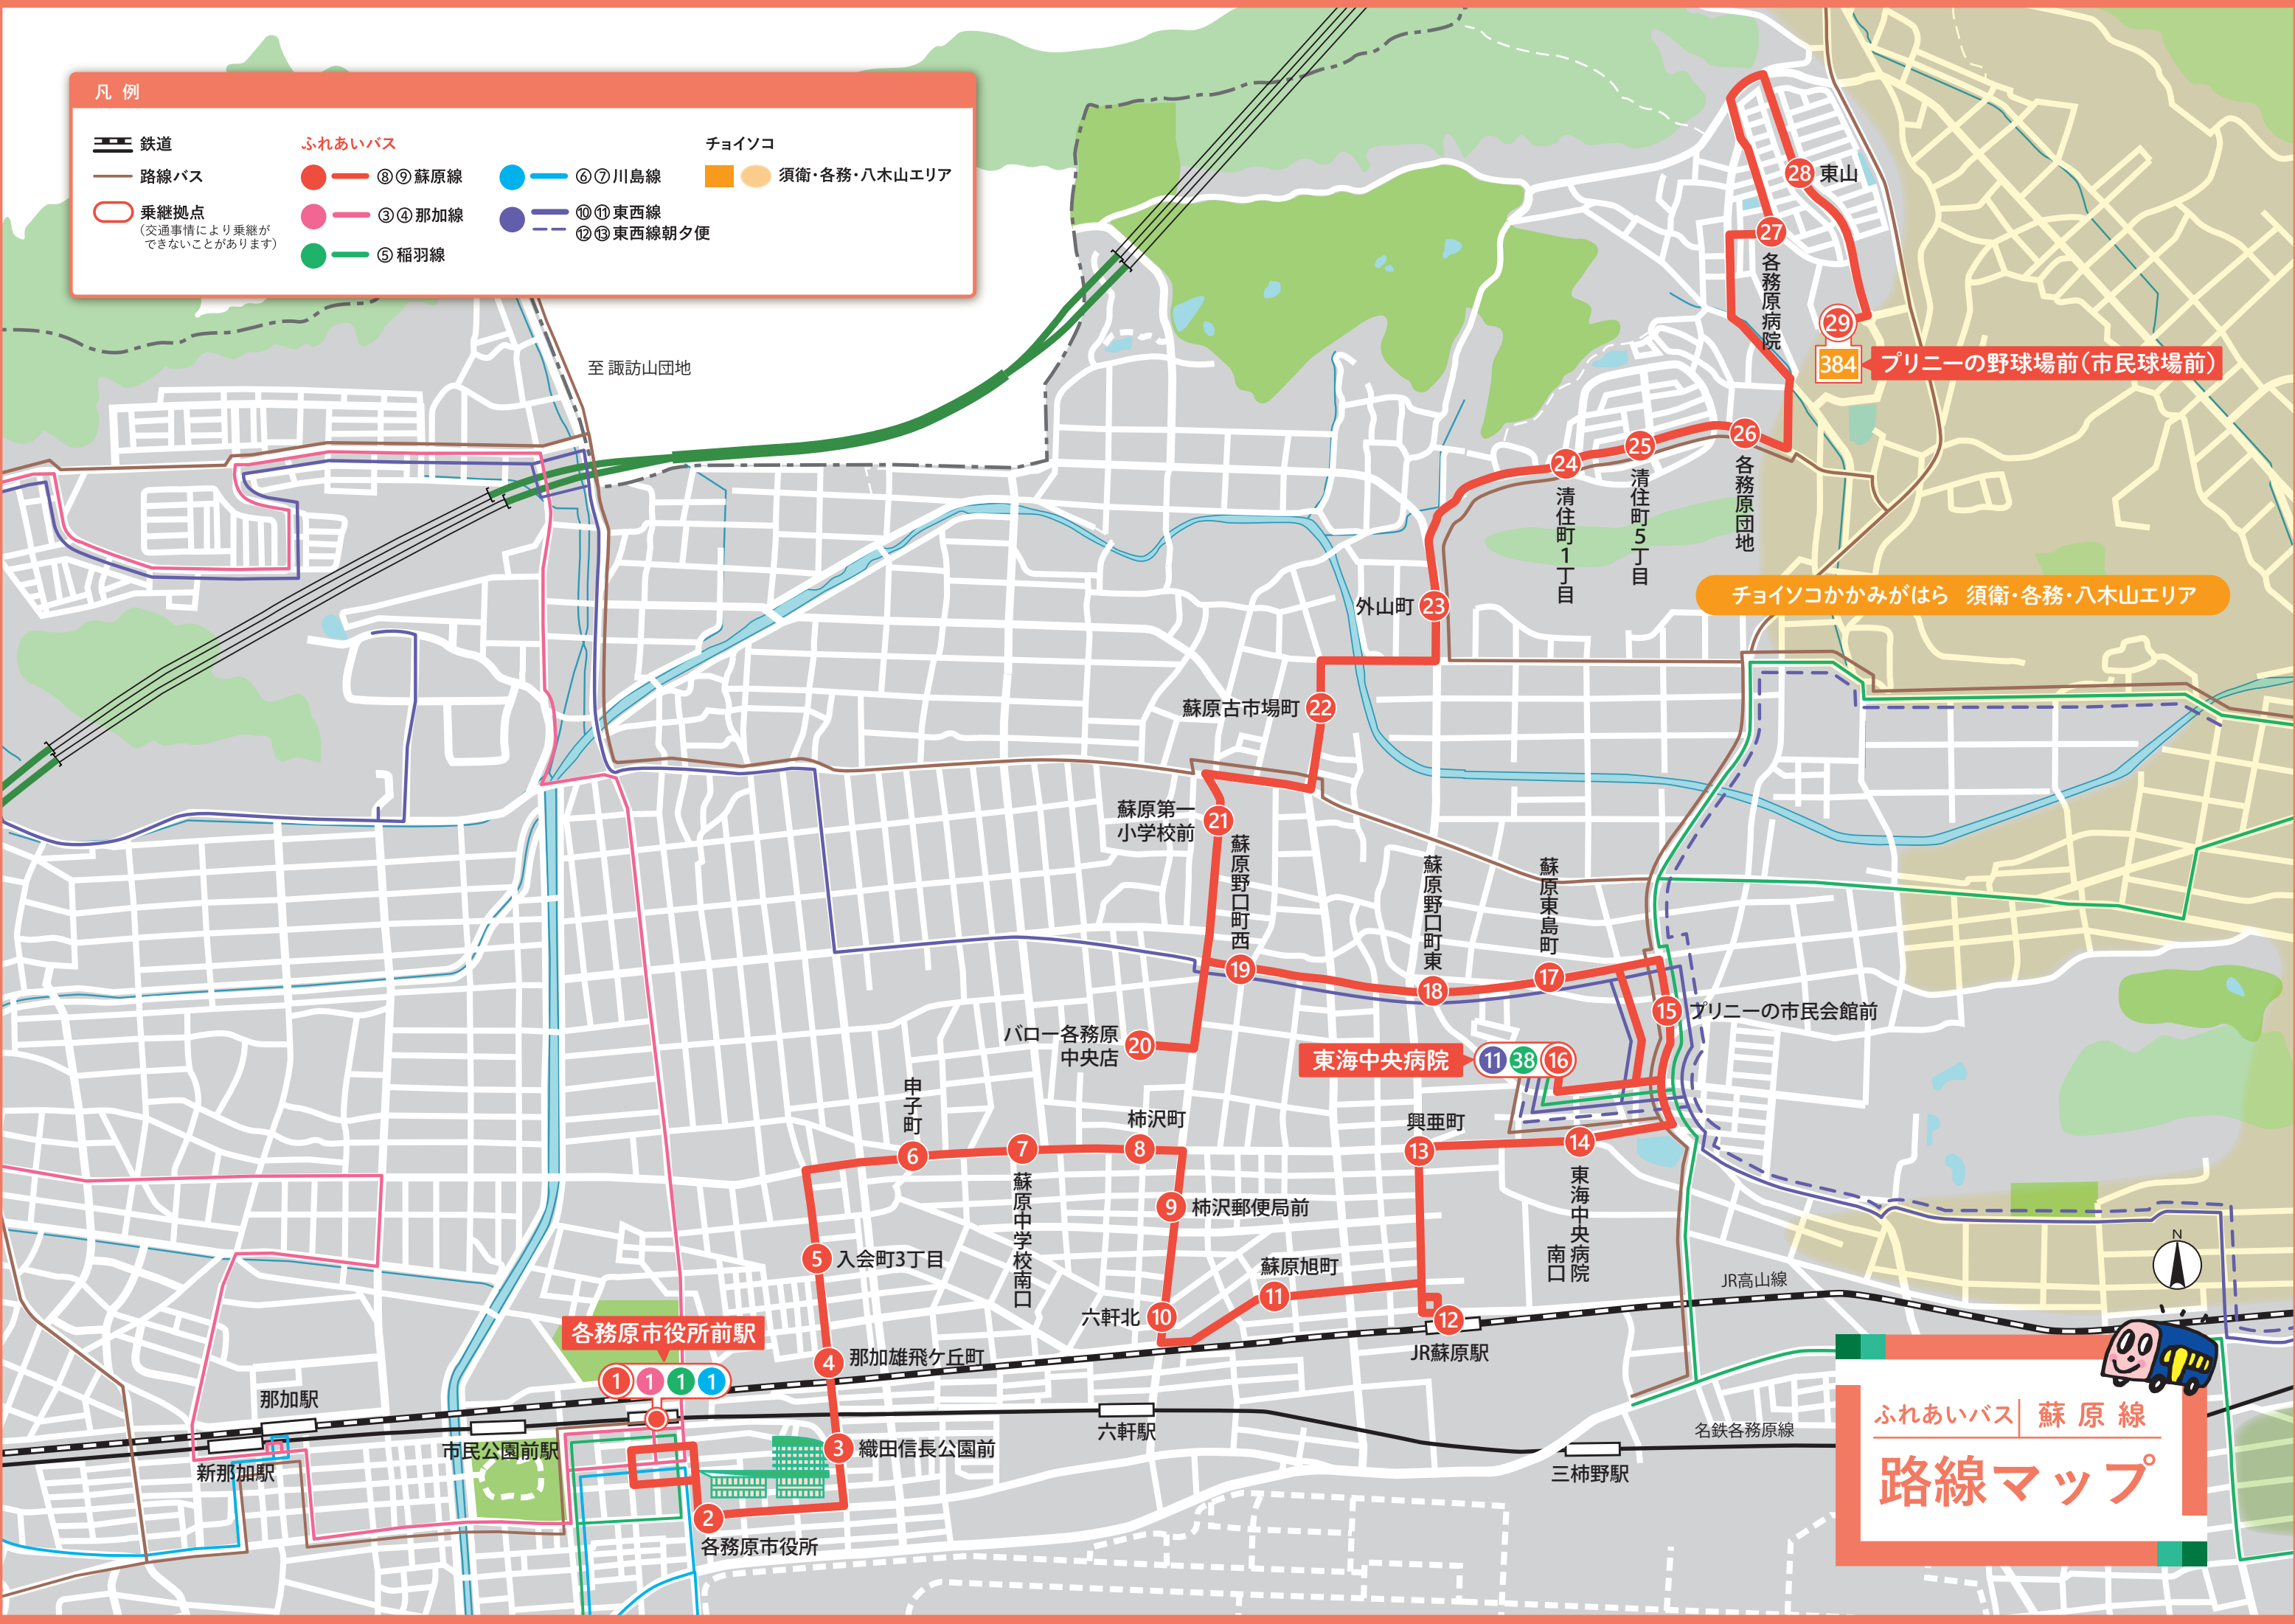 凡 例
鉄道
路線バス
乗継拠点
(交通事情により乗継が
できないことがあります)
ふれあいバス
⑧⑨蘇原線
③④那加線
⑤稲羽線
⑥⑦川島線
⑩⑪東西線
⑫⑬東西線朝夕便
チョイソコ
須衛・各務・八木山エリア
至 諏訪山団地
28 東山
27
各務原病院
29
384
プリニーの野球場前(市民球場前)
26
各務原団地
25
清住町5丁目
24
清住町1丁目
チョイソコかかみがはら 須衛・各務・八木山エリア
外山町 23
蘇原古市場町 22
蘇原第一
小学校前
21
蘇原野口町西
19
蘇原野口町東
18
蘇原東島町
17
15 プリニーの市民会館前
バロー各務原
中央店
20
東海中央病院
11 38 16
申子町
6
7
蘇原中学校南口
柿沢町
8
9 柿沢郵便局前
興亜町
13
14
東海中央病院
南口
5 入会町3丁目
蘇原旭町
11
六軒北 10
12
JR蘇原駅
JR高山線
N
各務原市役所前駅
1 1 1 1
4 那加雄飛ケ丘町
那加駅
新那加駅
市民公園前駅
3 織田信長公園前
六軒駅
三柿野駅
名鉄各務原線
2
各務原市役所
ふれあいバス 蘇原線
路線マップ